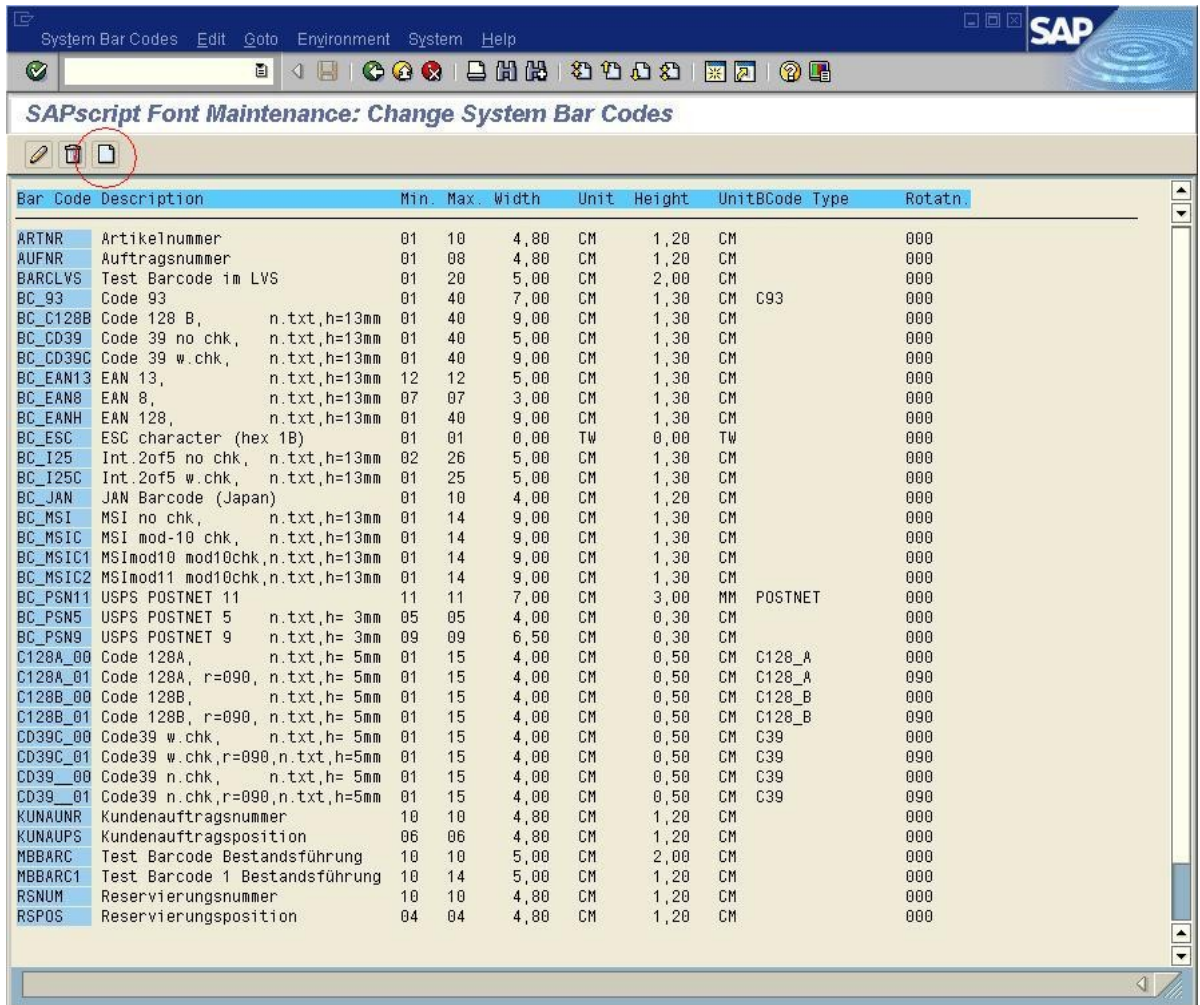 System Bar Codes Edit Goto Environment System Help
SAP
SAPscript Font Maintenance: Change System Bar Codes
Bar Code Description Min. Max. Width Unit Height UnitBCode Type Rotatn.
ARTNR Artikelnummer 01 10 4,80 CM 1,20 CM 000
AUFNR Auftragsnummer 01 08 4,80 CM 1,20 CM 000
BARCLVS Test Barcode im LVS 01 20 5,00 CM 2,00 CM 000
BC_93 Code 93 01 40 7,00 CM 1,30 CM C93 000
BC_C128B Code 128 B, n.txt,h=13mm 01 40 9,00 CM 1,30 CM 000
BC_CD39 Code 39 no chk, n.txt,h=13mm 01 40 5,00 CM 1,30 CM 000
BC_CD39C Code 39 w.chk, n.txt,h=13mm 01 40 9,00 CM 1,30 CM 000
BC_EAN13 EAN 13, n.txt,h=13mm 12 12 5,00 CM 1,30 CM 000
BC_EAN8 EAN 8, n.txt,h=13mm 07 07 3,00 CM 1,30 CM 000
BC_EANH EAN 128, n.txt,h=13mm 01 40 9,00 CM 1,30 CM 000
BC_ESC ESC character (hex 1B) 01 01 0,00 TW 0,00 TW 000
BC_I25 Int.2of5 no chk, n.txt,h=13mm 02 26 5,00 CM 1,30 CM 000
BC_I25C Int.2of5 w.chk, n.txt,h=13mm 01 25 5,00 CM 1,30 CM 000
BC_JAN JAN Barcode (Japan) 01 10 4,00 CM 1,20 CM 000
BC_MSI MSI no chk, n.txt,h=13mm 01 14 9,00 CM 1,30 CM 000
BC_MSIC MSI mod-10 chk, n.txt,h=13mm 01 14 9,00 CM 1,30 CM 000
BC_MSIC1 MSImod10 mod10chk,n.txt,h=13mm 01 14 9,00 CM 1,30 CM 000
BC_MSIC2 MSImod11 mod10chk,n.txt,h=13mm 01 14 9,00 CM 1,30 CM 000
BC_PSN11 USPS POSTNET 11 11 11 7,00 CM 3,00 MM POSTNET 000
BC_PSN5 USPS POSTNET 5 n.txt,h= 3mm 05 05 4,00 CM 0,30 CM 000
BC_PSN9 USPS POSTNET 9 n.txt,h= 3mm 09 09 6,50 CM 0,30 CM 000
C128A_00 Code 128A, n.txt,h= 5mm 01 15 4,00 CM 0,50 CM C128_A 000
C128A_01 Code 128A, r=090, n.txt,h= 5mm 01 15 4,00 CM 0,50 CM C128_A 090
C128B_00 Code 128B, n.txt,h= 5mm 01 15 4,00 CM 0,50 CM C128_B 000
C128B_01 Code 128B, r=090, n.txt,h= 5mm 01 15 4,00 CM 0,50 CM C128_B 090
CD39C_00 Code39 w.chk, n.txt,h= 5mm 01 15 4,00 CM 0,50 CM C39 000
CD39C_01 Code39 w.chk,r=090,n.txt,h=5mm 01 15 4,00 CM 0,50 CM C39 090
CD39__00 Code39 n.chk, n.txt,h= 5mm 01 15 4,00 CM 0,50 CM C39 000
CD39__01 Code39 n.chk,r=090,n.txt,h=5mm 01 15 4,00 CM 0,50 CM C39 090
KUNAUNR Kundenauftragsnummer 10 10 4,80 CM 1,20 CM 000
KUNAUPS Kundenauftragsposition 06 06 4,80 CM 1,20 CM 000
MBBARC Test Barcode Bestandsführung 10 10 5,00 CM 2,00 CM 000
MBBARC1 Test Barcode 1 Bestandsführung 10 14 5,00 CM 1,20 CM 000
RSNUM Reservierungsnummer 10 10 4,80 CM 1,20 CM 000
RSPOS Reservierungsposition 04 04 4,80 CM 1,20 CM 000